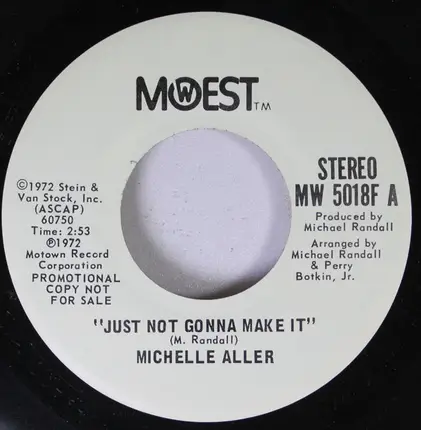 MOWEST TM
©1972 Stein &
Van Stock, Inc.
(ASCAP)
60750
Time: 2:53
℗1972
Motown Record
Corporation
PROMOTIONAL
COPY NOT
FOR SALE
STEREO
MW 5018F A
Produced by
Michael Randall
Arranged by
Michael Randall
& Perry
Botkin, Jr.
"JUST NOT GONNA MAKE IT"
(M. Randall)
MICHELLE ALLER